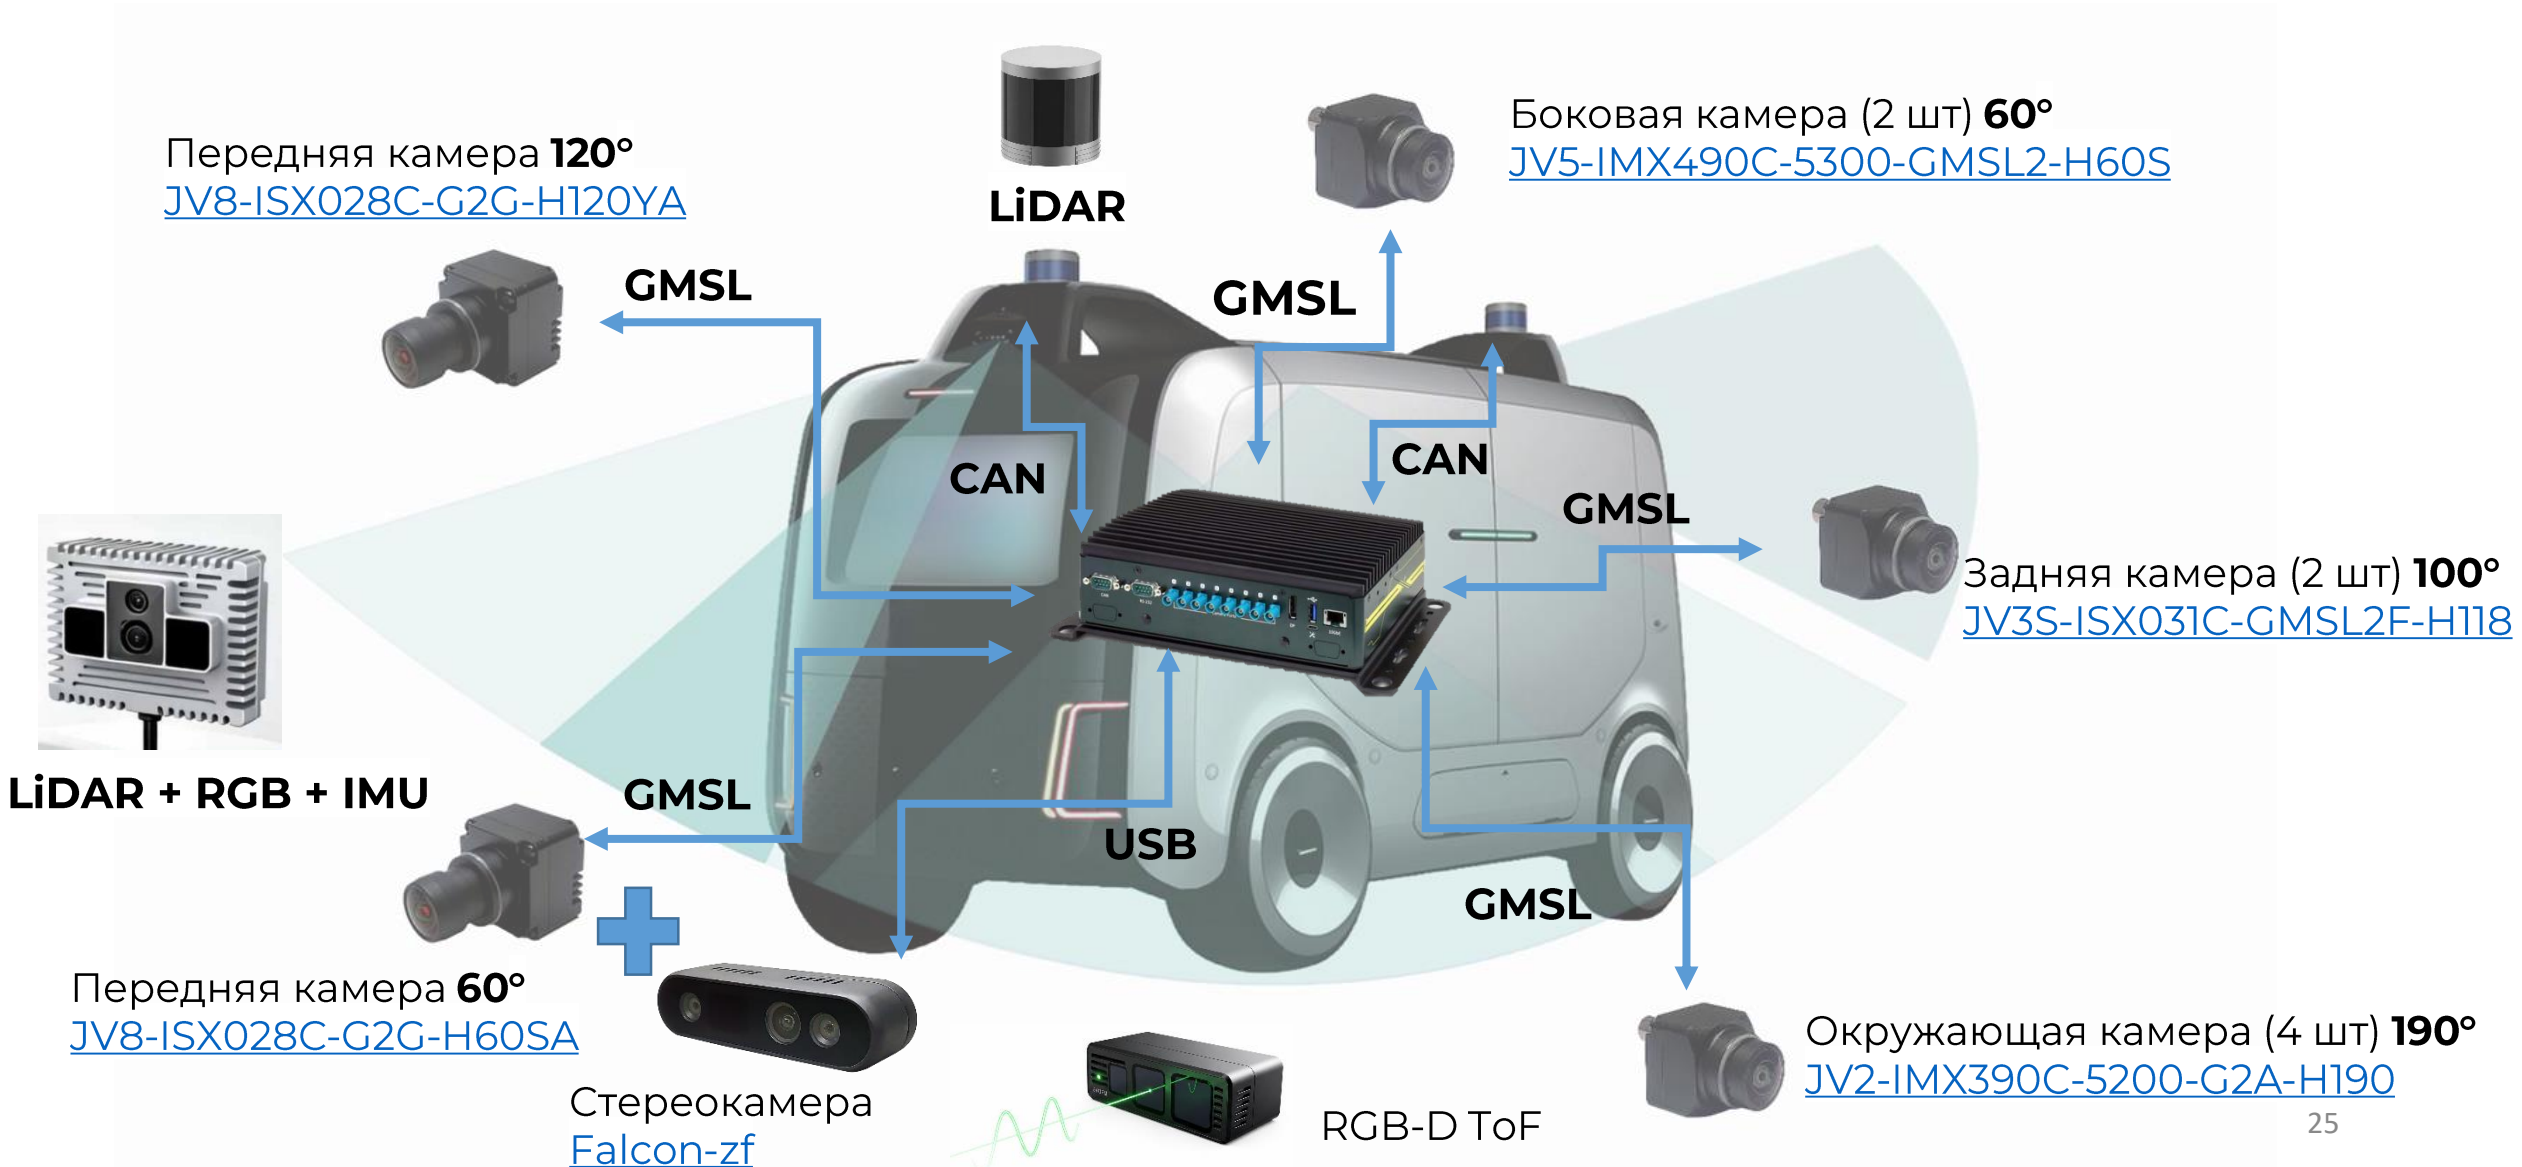 Передняя камера 120°
JV8-ISX028C-G2G-H120YA
LiDAR
Боковая камера (2 шт) 60°
JV5-IMX490C-5300-GMSL2-H60S
GMSL
GMSL
CAN
CAN
GMSL
Задняя камера (2 шт) 100°
JV3S-ISX031C-GMSL2F-H118
LiDAR + RGB + IMU
GMSL
USB
GMSL
Передняя камера 60°
JV8-ISX028C-G2G-H60SA
Стереокамера
Falcon-zf
RGB-D ToF
Окружающая камера (4 шт) 190°
JV2-IMX390C-5200-G2A-H190
25